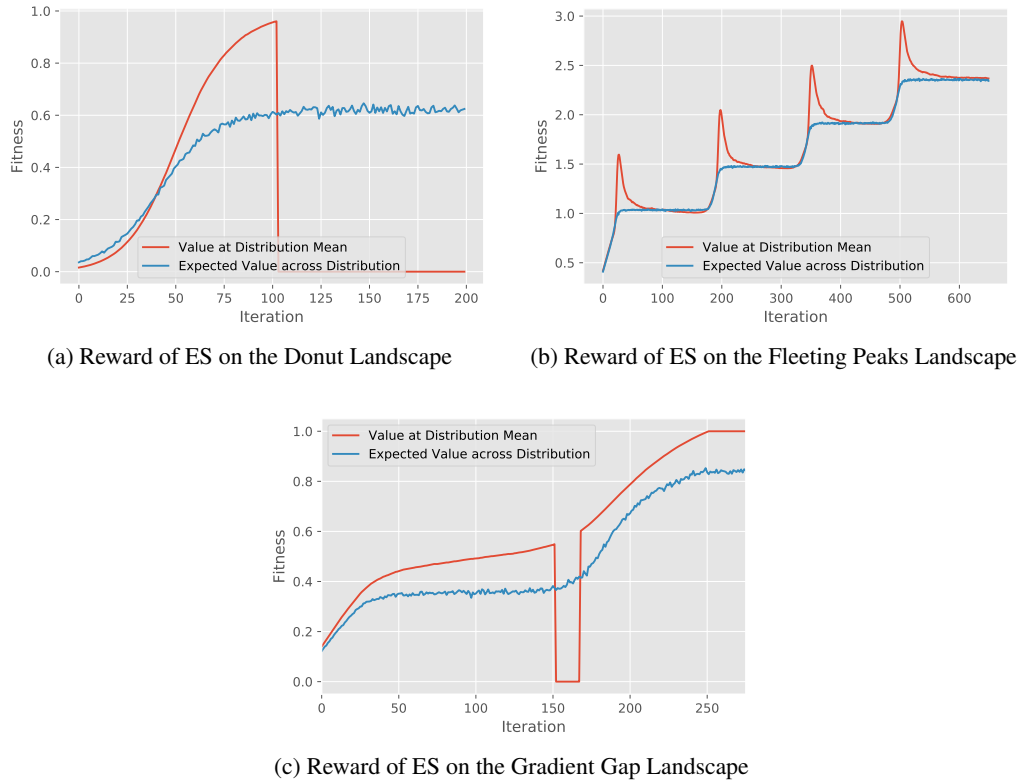 1.0
0.8
0.6
0.4
0.2
0.0
Fitness
Value at Distribution Mean
Expected Value across Distribution
0 25 50 75 100 125 150 175 200
Iteration
(a) Reward of ES on the Donut Landscape
3.0
2.5
2.0
1.5
1.0
0.5
Fitness
Value at Distribution Mean
Expected Value across Distribution
0 100 200 300 400 500 600
Iteration
(b) Reward of ES on the Fleeting Peaks Landscape
1.0
0.8
0.6
0.4
0.2
0.0
Fitness
Value at Distribution Mean
Expected Value across Distribution
0 50 100 150 200 250
Iteration
(c) Reward of ES on the Gradient Gap Landscape